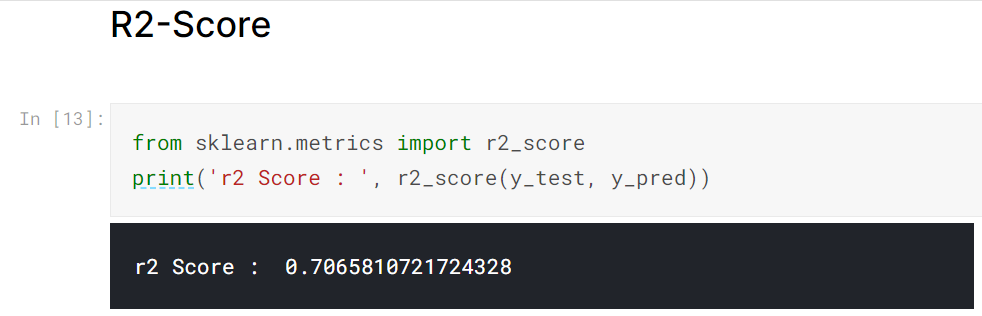 R2-Score
In [13]:
from sklearn.metrics import r2_score
print('r2 Score : ', r2_score(y_test, y_pred))
r2 Score :  0.7065810721724328